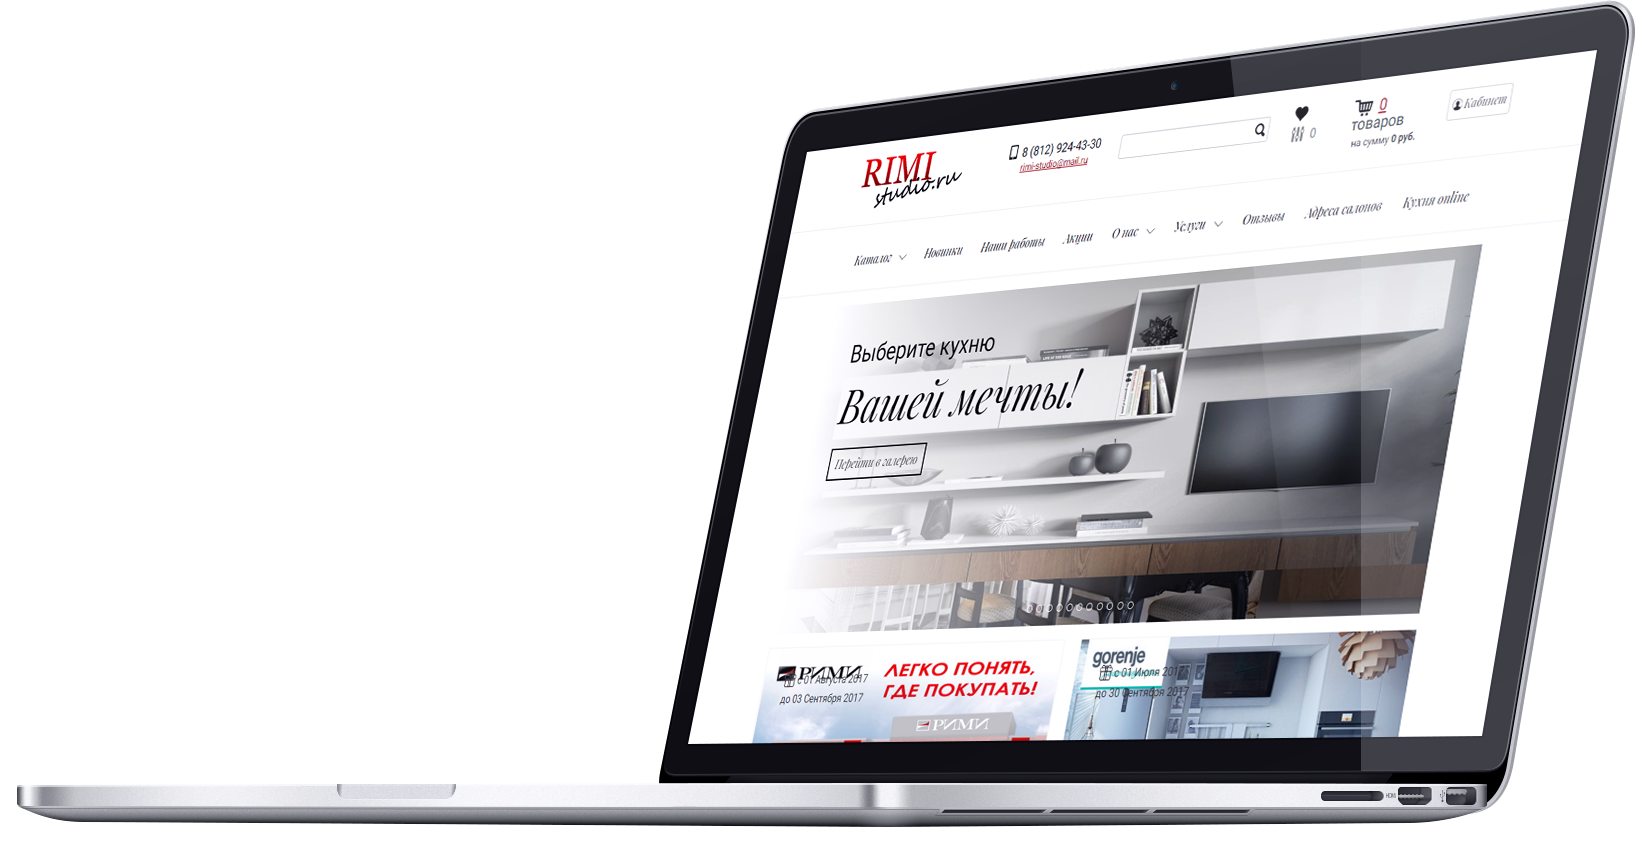 RIMI
studio.ru
8 (812) 924-43-30
rimi-studio@mail.ru
0
0
товаров
на сумму 0 руб.
Кабинет
Каталог
Новинки
Наши работы
Акции
О нас
Услуги
Отзывы
Адреса салонов
Кухня online
Выберите кухню
Вашей мечты!
Перейти в галерею
РИМИ
с 01 Августа 2017
до 03 Сентября 2017
ЛЕГКО ПОНЯТЬ,
ГДЕ ПОКУПАТЬ!
РИМИ
gorenje
с 01 Июля 2017
до 30 Сентября 2017